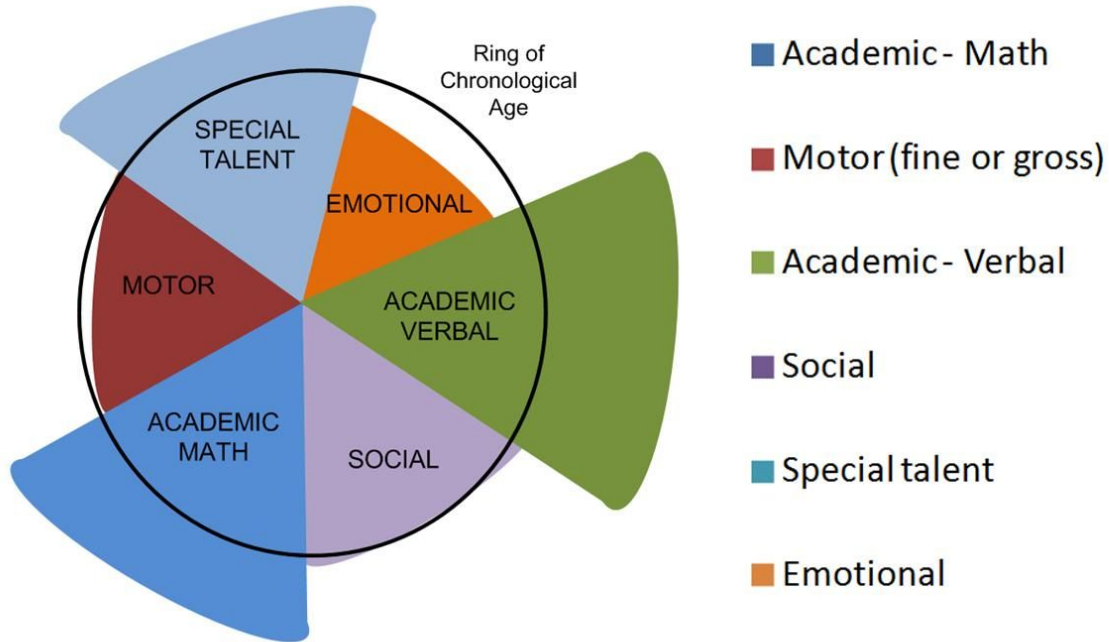 Ring of
Chronological
Age
SPECIAL
TALENT
EMOTIONAL
MOTOR
ACADEMIC
VERBAL
ACADEMIC
MATH
SOCIAL
Academic - Math
Motor (fine or gross)
Academic - Verbal
Social
Special talent
Emotional